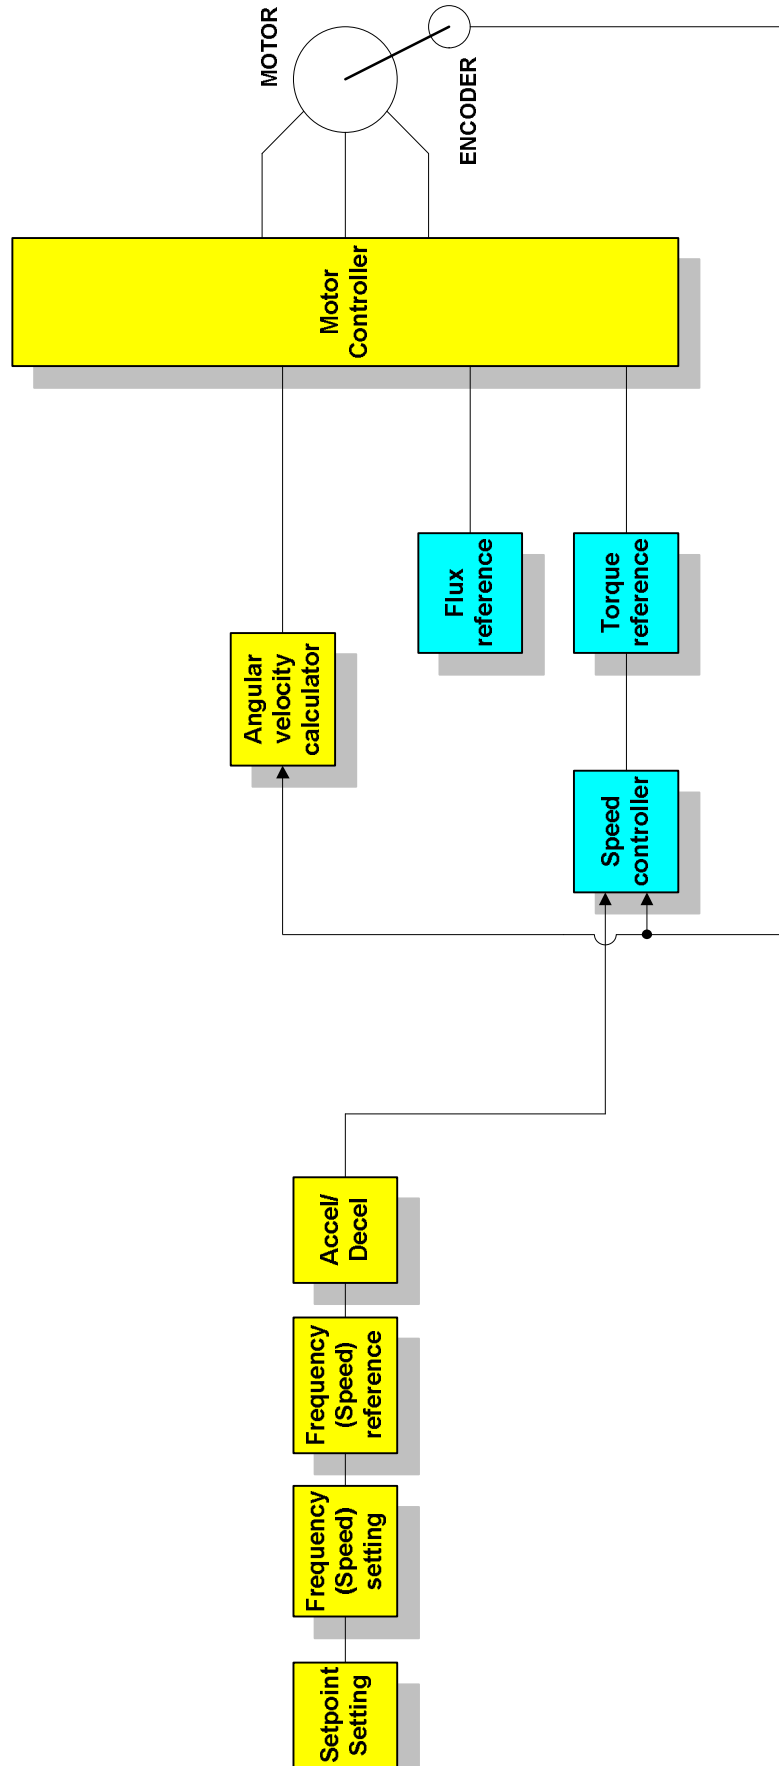 Setpoint
Setting
Frequency
(Speed)
setting
Frequency
(Speed)
reference
Accel/
Decel
Angular
velocity
calculator
Flux
reference
Speed
controller
Torque
reference
Motor
Controller
MOTOR
ENCODER